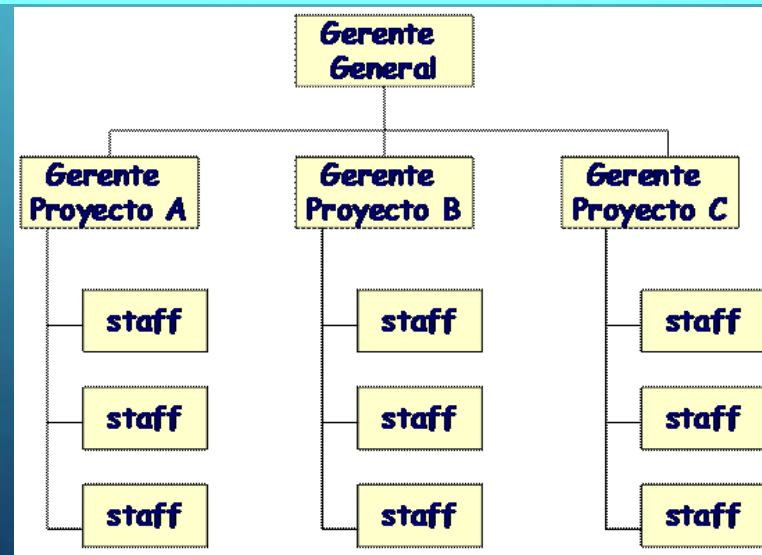 Gerente
General
Gerente
Proyecto A
Gerente
Proyecto B
Gerente
Proyecto C
staff
staff
staff
staff
staff
staff
staff
staff
staff